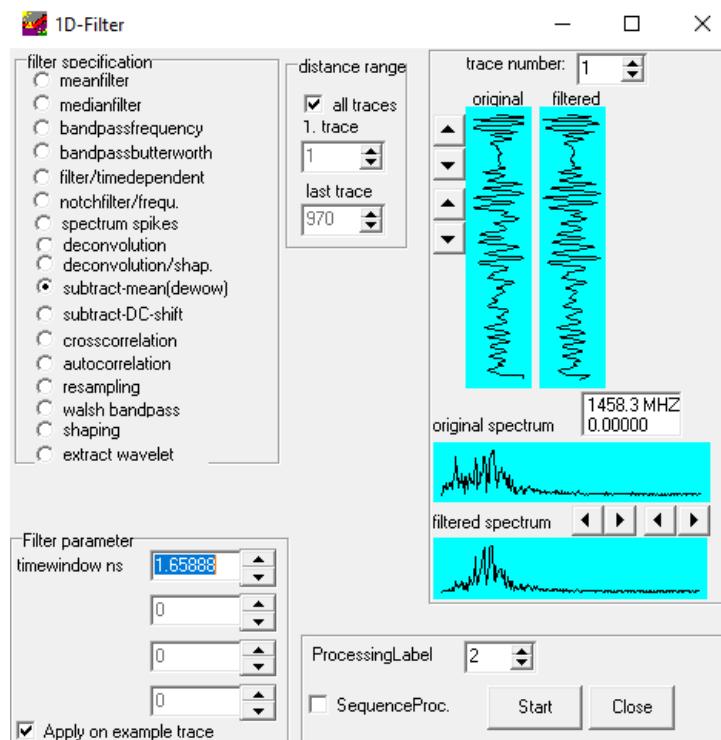 1D-Filter
filter specification
meanfilter
medianfilter
bandpassfrequency
bandpassbutterworth
filter/timedependent
notchfilter/frequ.
spectrum spikes
deconvolution
deconvolution/shap.
subtract-mean(dewow)
subtract-DC-shift
crosscorrelation
autocorrelation
resampling
walsh bandpass
shaping
extract wavelet
distance range
all traces
1. trace
1
last trace
970
trace number: 1
original filtered
1458.3 MHZ
0.00000
original spectrum
filtered spectrum
Filter parameter
timewindow ns 1.65888
0
0
0
Apply on example trace
ProcessingLabel 2
SequenceProc. Start Close